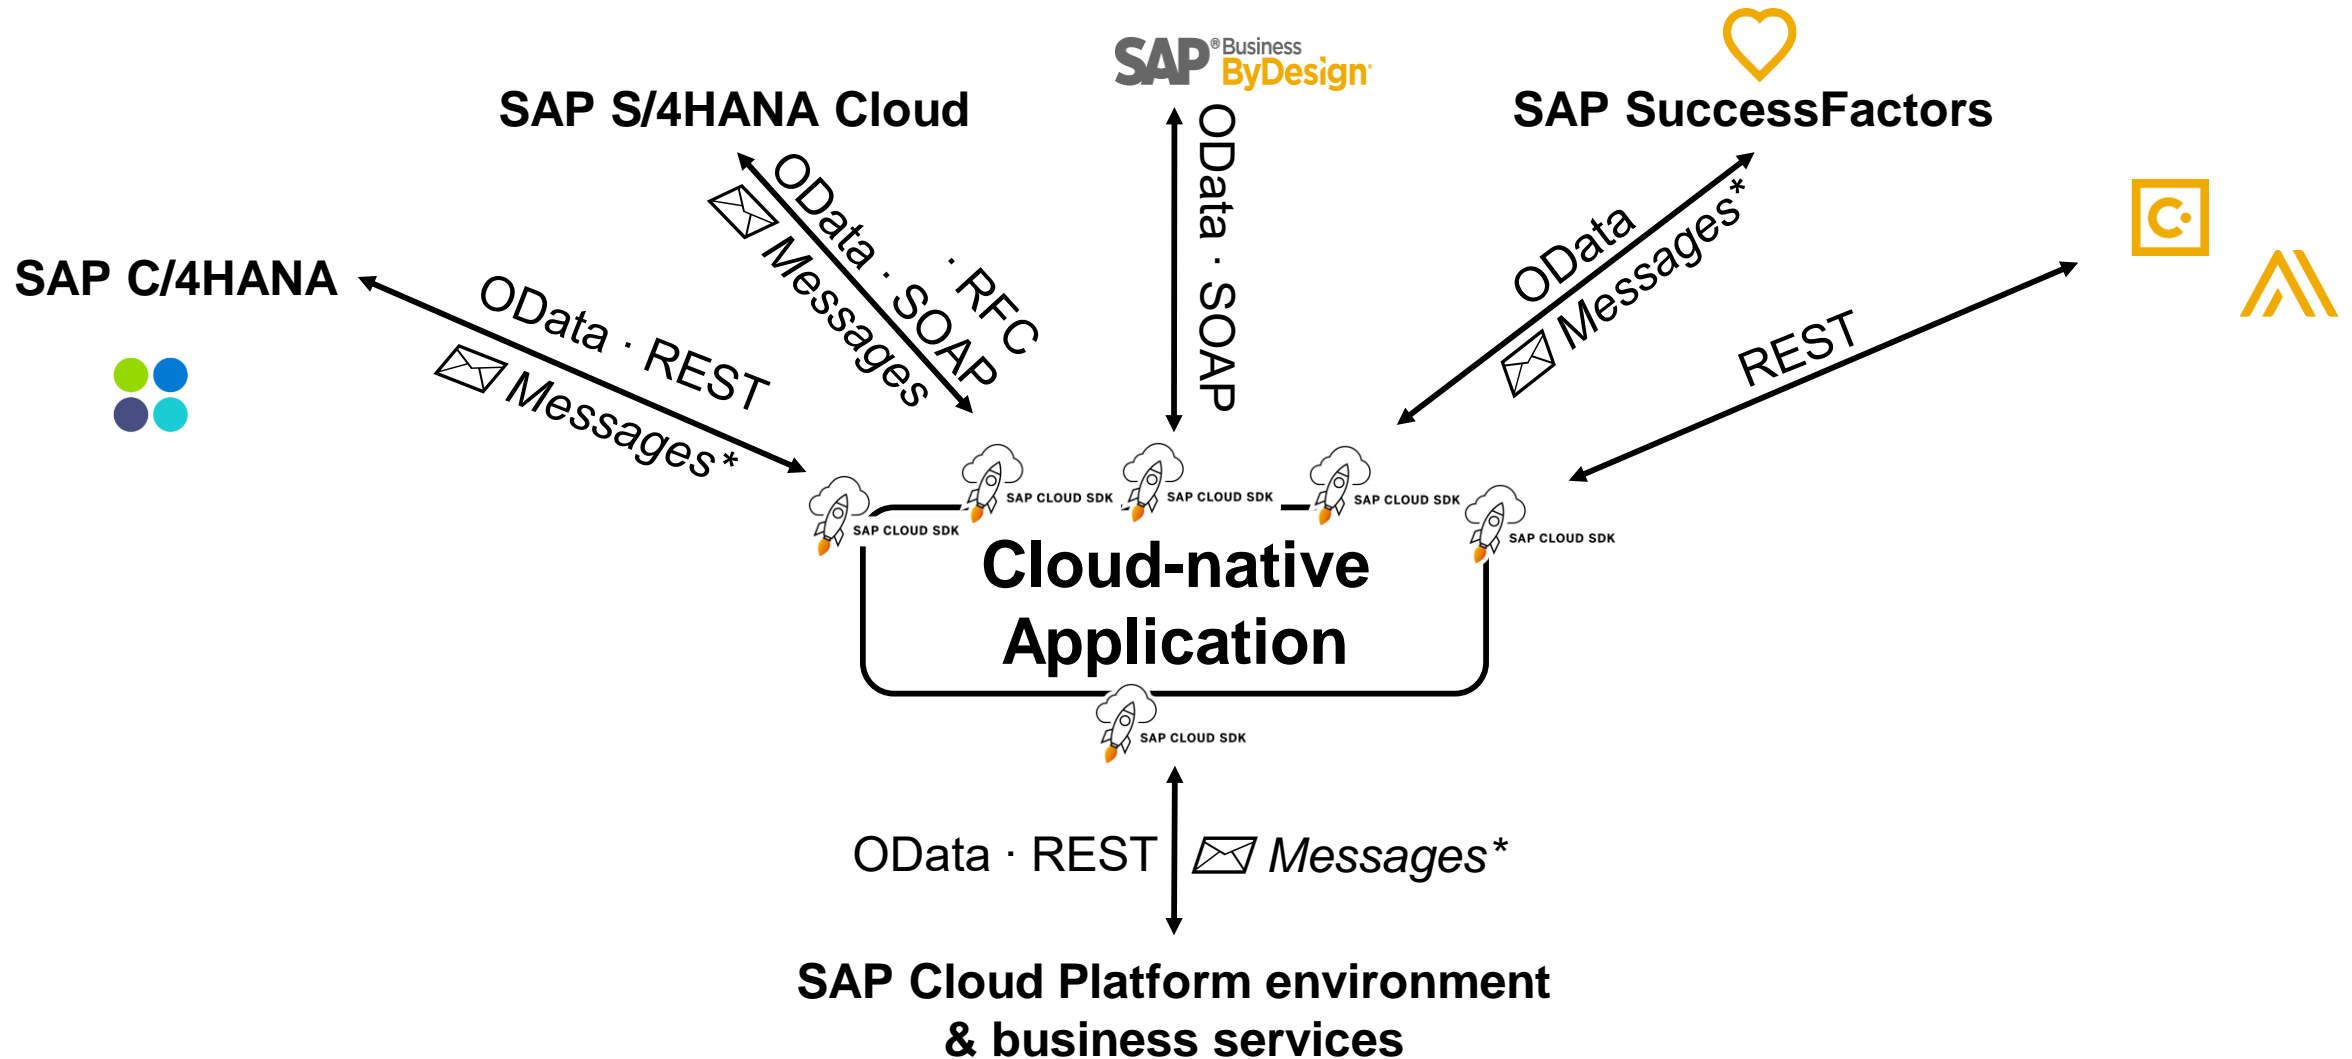 SAP® Business
ByDesign
SAP S/4HANA Cloud
SAP SuccessFactors
SAP C/4HANA
OData · REST
Messages*
OData · SOAP
· RFC
Messages
OData · SOAP
OData
Messages*
REST
C.
SAP CLOUD SDK
SAP CLOUD SDK
SAP CLOUD SDK
SAP CLOUD SDK
SAP CLOUD SDK
Cloud-native
Application
SAP CLOUD SDK
OData · REST
Messages*
SAP Cloud Platform environment
& business services